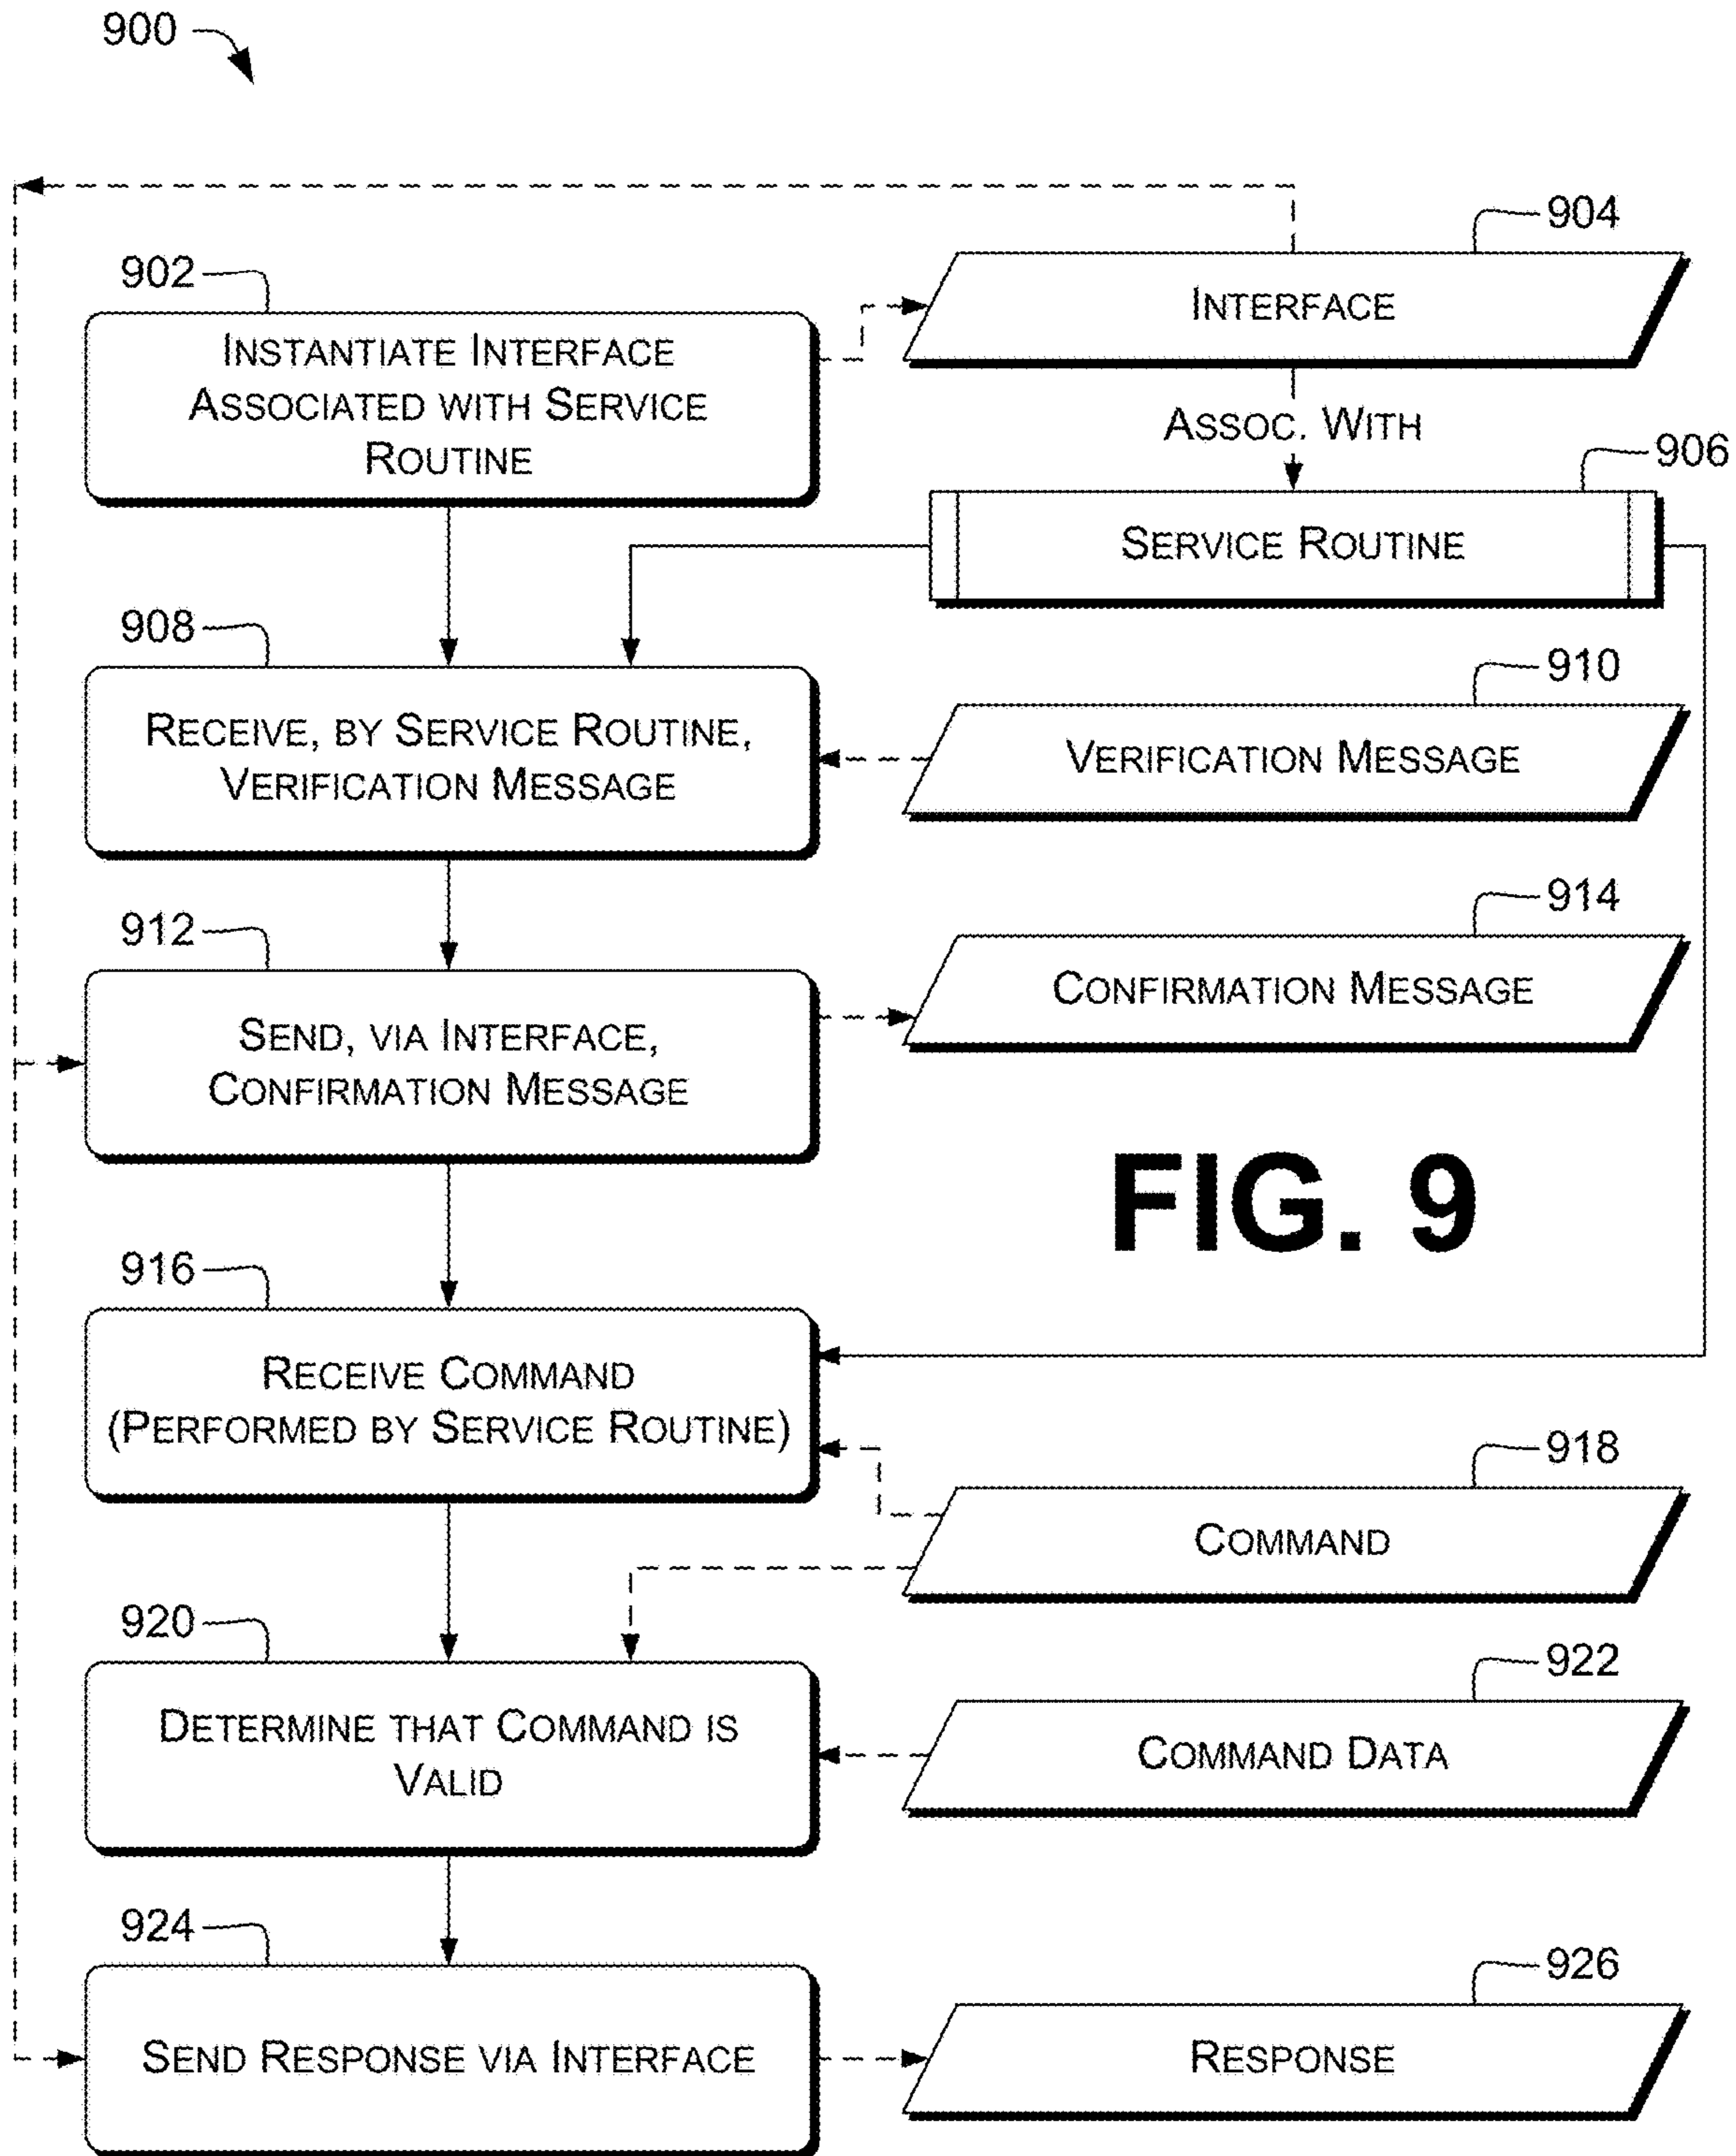 900
904
902
INTERFACE
INSTANTIATE INTERFACE
ASSOCIATED WITH SERVICE
ROUTINE
ASSOC. WITH
906
SERVICE ROUTINE
908
910
RECEIVE, BY SERVICE ROUTINE,
VERIFICATION MESSAGE
VERIFICATION MESSAGE
912
914
CONFIRMATION MESSAGE
SEND, VIA INTERFACE,
CONFIRMATION MESSAGE
FIG. 9
916
RECEIVE COMMAND
(PERFORMED BY SERVICE ROUTINE)
918
COMMAND
920
922
DETERMINE THAT COMMAND IS
VALID
COMMAND DATA
924
926
SEND RESPONSE VIA INTERFACE
RESPONSE